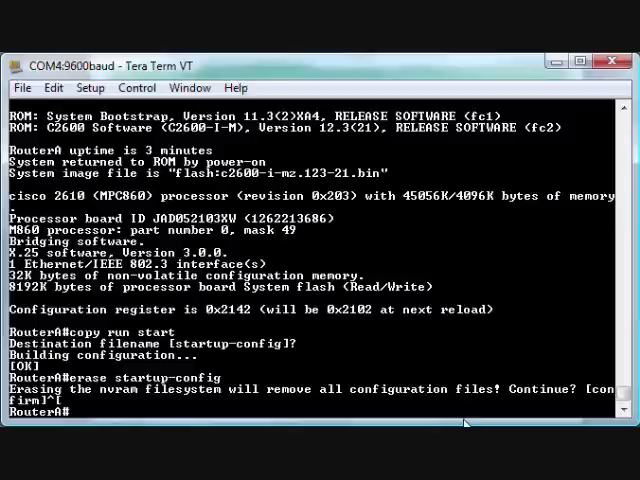 COM4:9600baud - Tera Term VT
File Edit Setup Control Window Help
ROM: System Bootstrap, Version 11.3(2)XA4, RELEASE SOFTWARE (fc1)
ROM: C2600 Software (C2600-I-M), Version 12.3(21), RELEASE SOFTWARE (fc2)
RouterA uptime is 3 minutes
System returned to ROM by power-on
System image file is "flash:c2600-i-mz.123-21.bin"
cisco 2610 (MPC860) processor (revision 0x203) with 45056K/4096K bytes of memory
.
Processor board ID JAD052103XW (1262213686)
M860 processor: part number 0, mask 49
Bridging software.
X.25 software, Version 3.0.0.
1 Ethernet/IEEE 802.3 interface(s)
32K bytes of non-volatile configuration memory.
8192K bytes of processor board System flash (Read/Write)
Configuration register is 0x2142 (will be 0x2102 at next reload)
RouterA#copy run start
Destination filename [startup-config]?
Building configuration...
[OK]
RouterA#erase startup-config
Erasing the nvram filesystem will remove all configuration files! Continue? [con
firm]^[
RouterA#